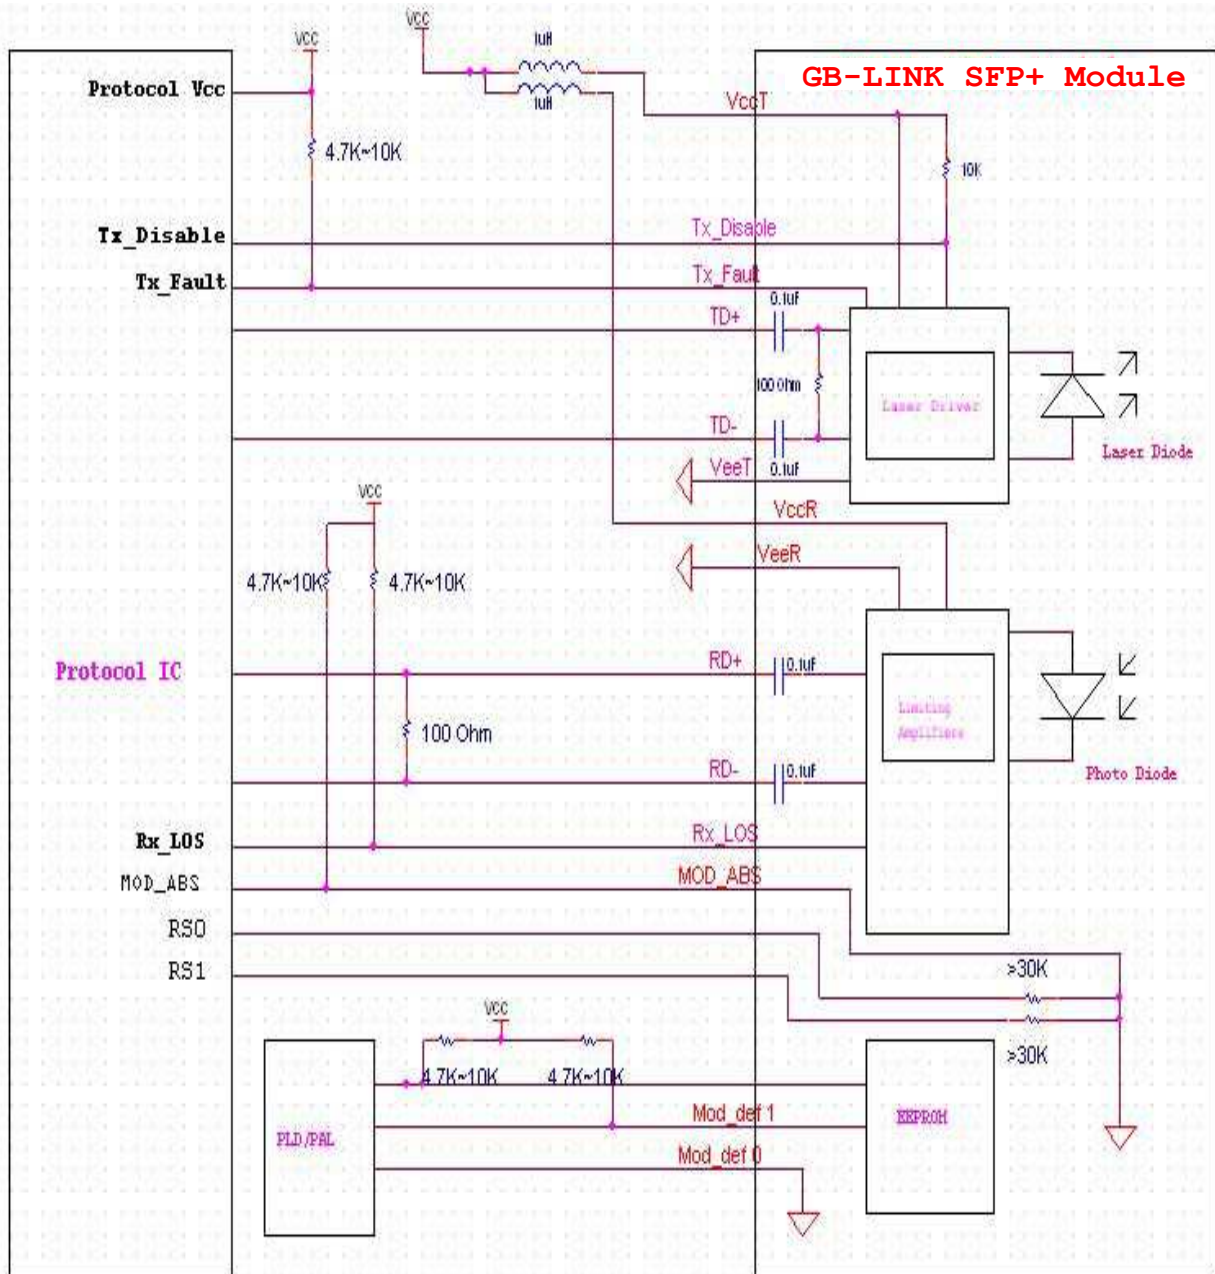 Vcc
1uH
VCC
GB-LINK SFP+ Module
Protocol Vcc
1uH
VccT
4.7K~10K
10K
Tx_Disable
Tx_Disable
Tx_Fault
Tx_Fault
0.1uF
TD+
100 Ohm
Laser Driver
TD-
Laser Diode
VeeT
0.1uF
VCC
VccR
VeeR
4.7K~10K
4.7K~10K
Protocol IC
RD+
0.1uF
Limiting
Amplifiers
100 Ohm
RD-
0.1uF
Photo Diode
Rx_LOS
Rx_LOS
MOD_ABS
MOD_ABS
RS0
RS1
>30K
VCC
>30K
4.7K~10K
4.7K~10K
Mod_def 1
EEPROM
PLD/PAL
Mod_def 0